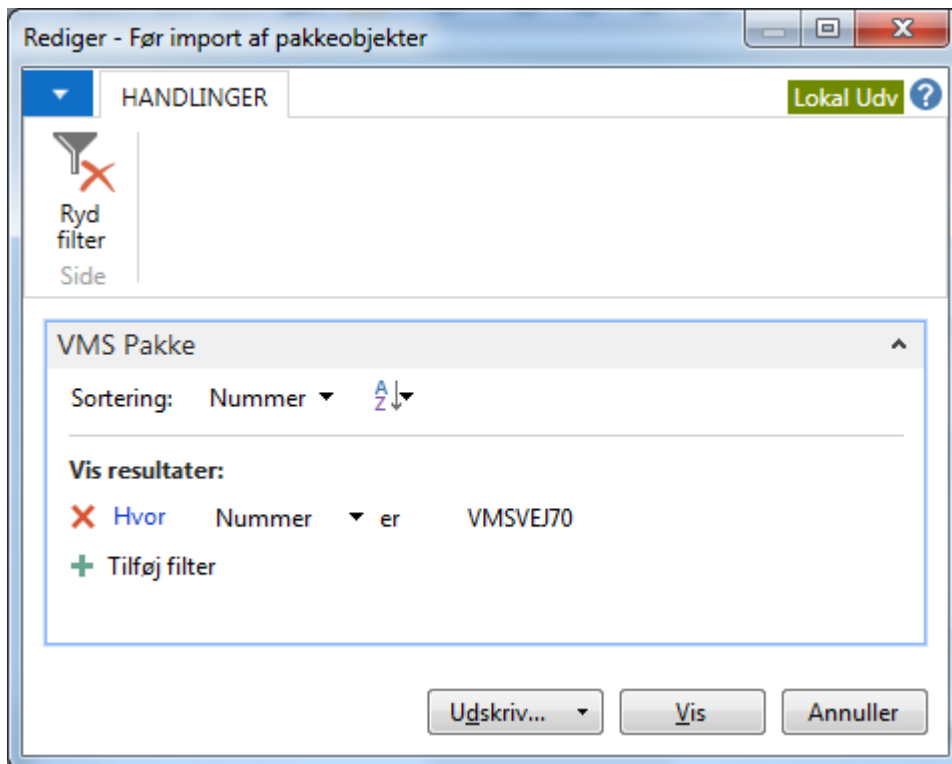 Rediger - Før import af pakkeobjekter
HANDLINGER
Lokal Udv ?
Ryd
filter
Side
VMS Pakke
Sortering: Nummer AZ
Vis resultater:
Hvor Nummer er VMSVEJ70
Tilføj filter
Udskriv... Vis Annuller